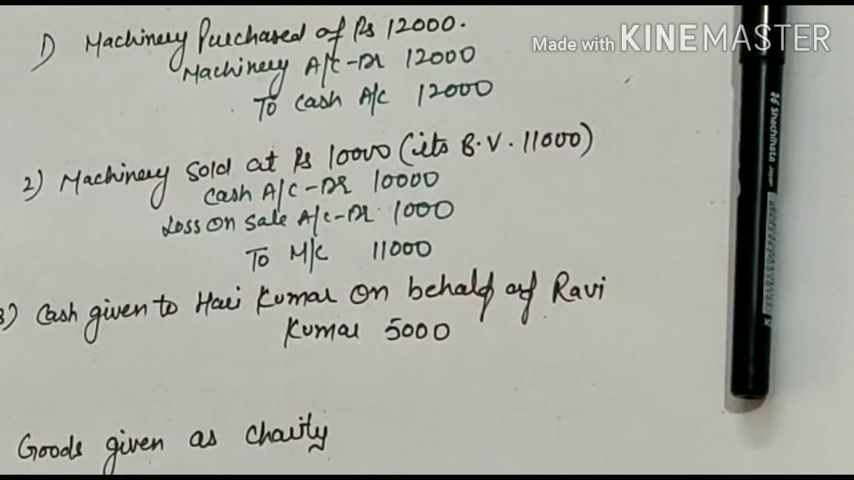 Made with KINEMASTER
1) Machinery Purchased of Rs 12000.
Machinery A/C-Dr 12000
To Cash A/c 12000
2) Machinery Sold at Rs 10000 (its B.V. 11000)
Cash A/C-Dr 10000
Loss on Sale A/C-Dr 1000
To M/c 11000
3) Cash given to Hari Kumar On behalf of Ravi
Kumar 5000
Goods given as Charity
Shachihata